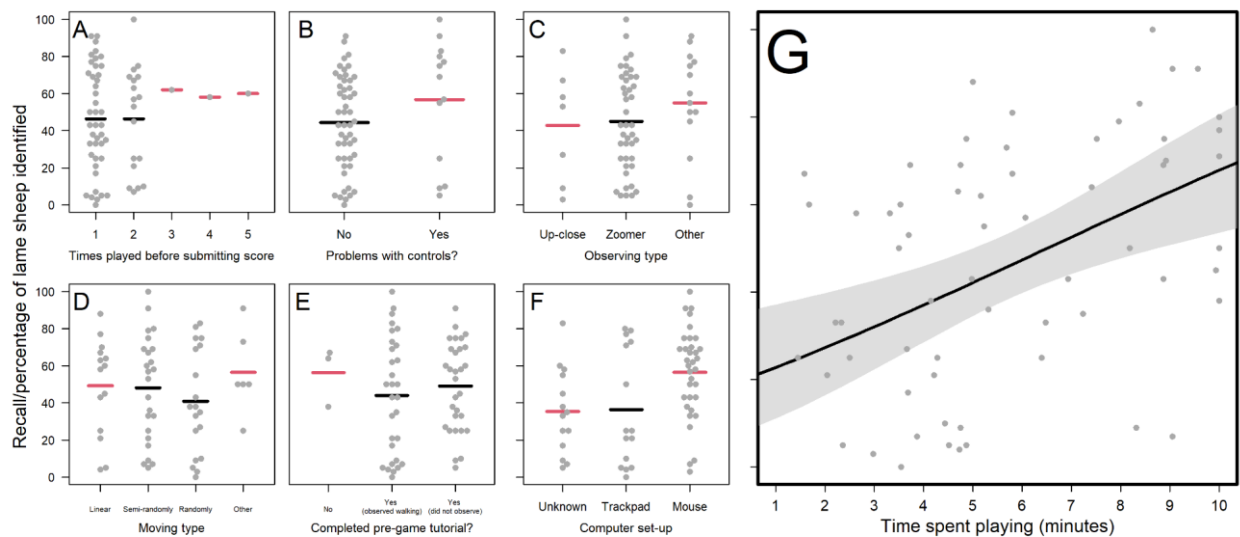 Recall/percentage of lame sheep identified
A
100
80
60
40
20
0
1 2 3 4 5
Times played before submitting score
B
No Yes
Problems with controls?
C
Up-close Zoomer Other
Observing type
D
100
80
60
40
20
0
Linear Semi-randomly Randomly Other
Moving type
E
No Yes Yes
(observed walking) (did not observe)
Completed pre-game tutorial?
F
Unknown Trackpad Mouse
Computer set-up
G
1 2 3 4 5 6 7 8 9 10
Time spent playing (minutes)